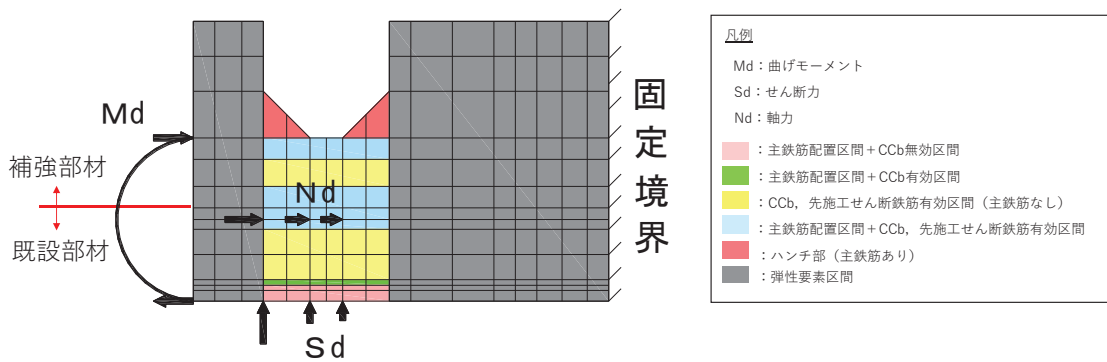 Md
補強部材
既設部材
Nd
Sd
固定境界
凡例
Md：曲げモーメント
Sd：せん断力
Nd：軸力
：主鉄筋配置区間＋CCb無効区間
：主鉄筋配置区間＋CCb有効区間
：CCb，先施工せん断鉄筋有効区間（主鉄筋なし）
：主鉄筋配置区間＋CCb，先施工せん断鉄筋有効区間
：ハンチ部（主鉄筋あり）
：弾性要素区間